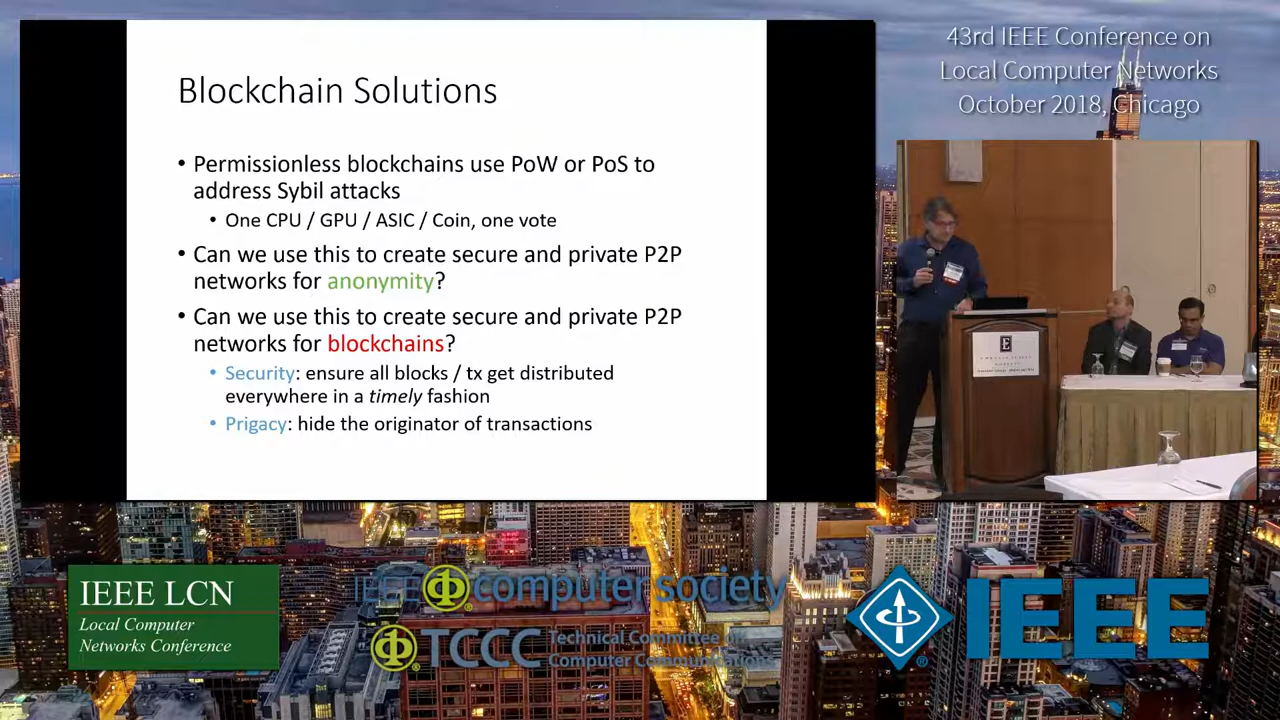 Blockchain Solutions
• Permissionless blockchains use PoW or PoS to
address Sybil attacks
• One CPU / GPU / ASIC / Coin, one vote
• Can we use this to create secure and private P2P
networks for anonymity?
• Can we use this to create secure and private P2P
networks for blockchains?
• Security: ensure all blocks / tx get distributed
everywhere in a timely fashion
• Prigacy: hide the originator of transactions
43rd IEEE Conference on
Local Computer Networks
October 2018, Chicago
E
IEEE LCN
Local Computer
Networks Conference
IEEE computer society
TCCC Technical Committee on
Computer Communications
IEEE